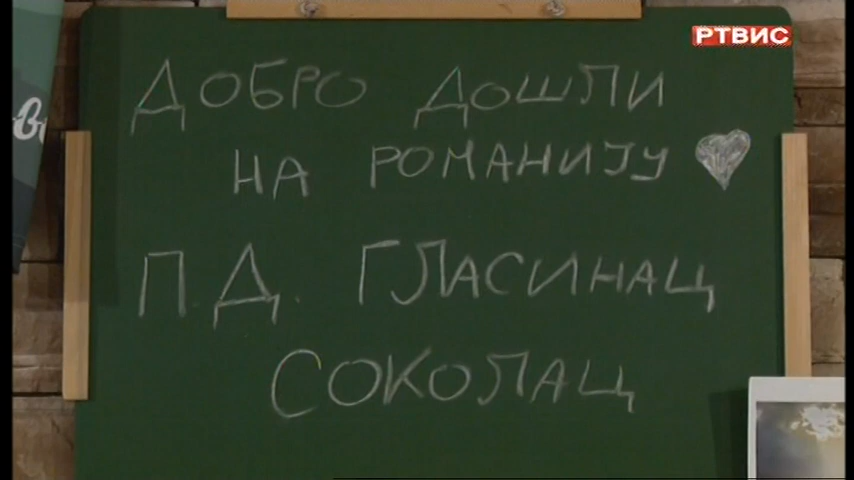 РТВИС
ДОБРО ДОШЛИ
НА РОМАНИЈУ
П.Д. ГЛАСИНАЦ
СОКОЛАЦ